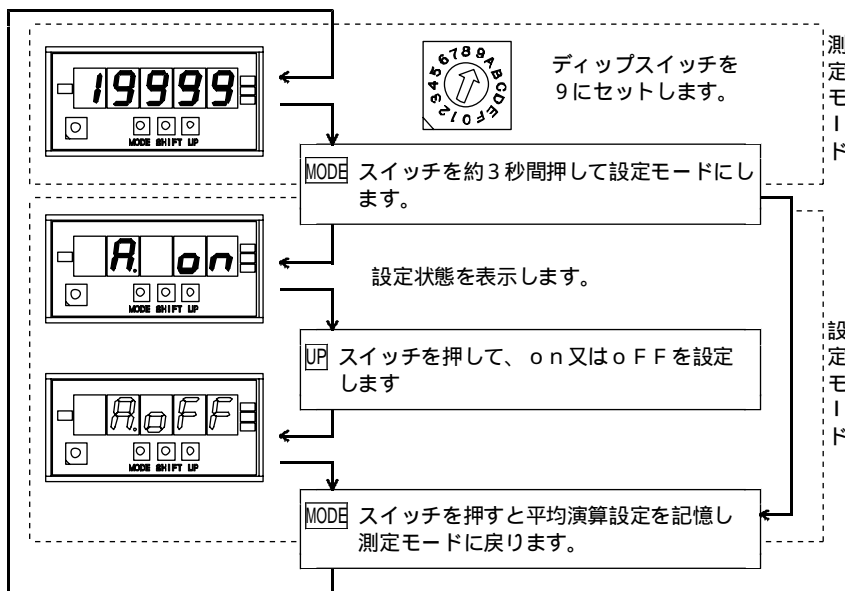 19999
MODE SHIFT UP
456789ABCDEF0123
ディップスイッチを
９にセットします。
測定モード
MODE スイッチを約３秒間押して設定モードにし
ます。
A. on
MODE SHIFT UP
設定状態を表示します。
UP スイッチを押して、ｏｎ又はｏＦＦを設定
します
設定モード
A.oFF
MODE SHIFT UP
MODE スイッチを押すと平均演算設定を記憶し
測定モードに戻ります。